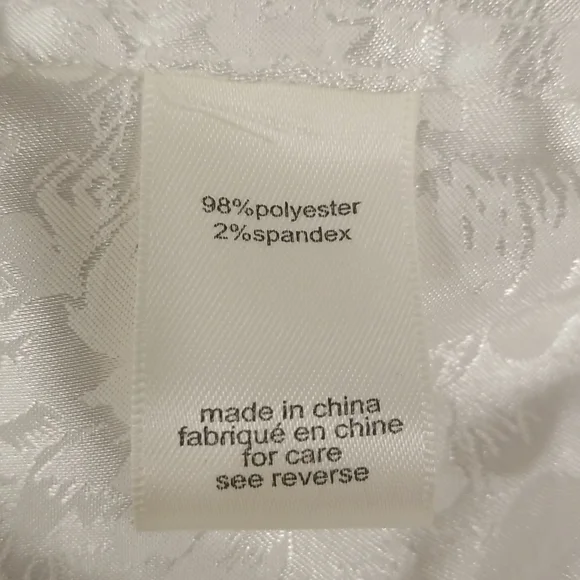 98%polyester
2%spandex
made in china
fabriqué en chine
for care
see reverse